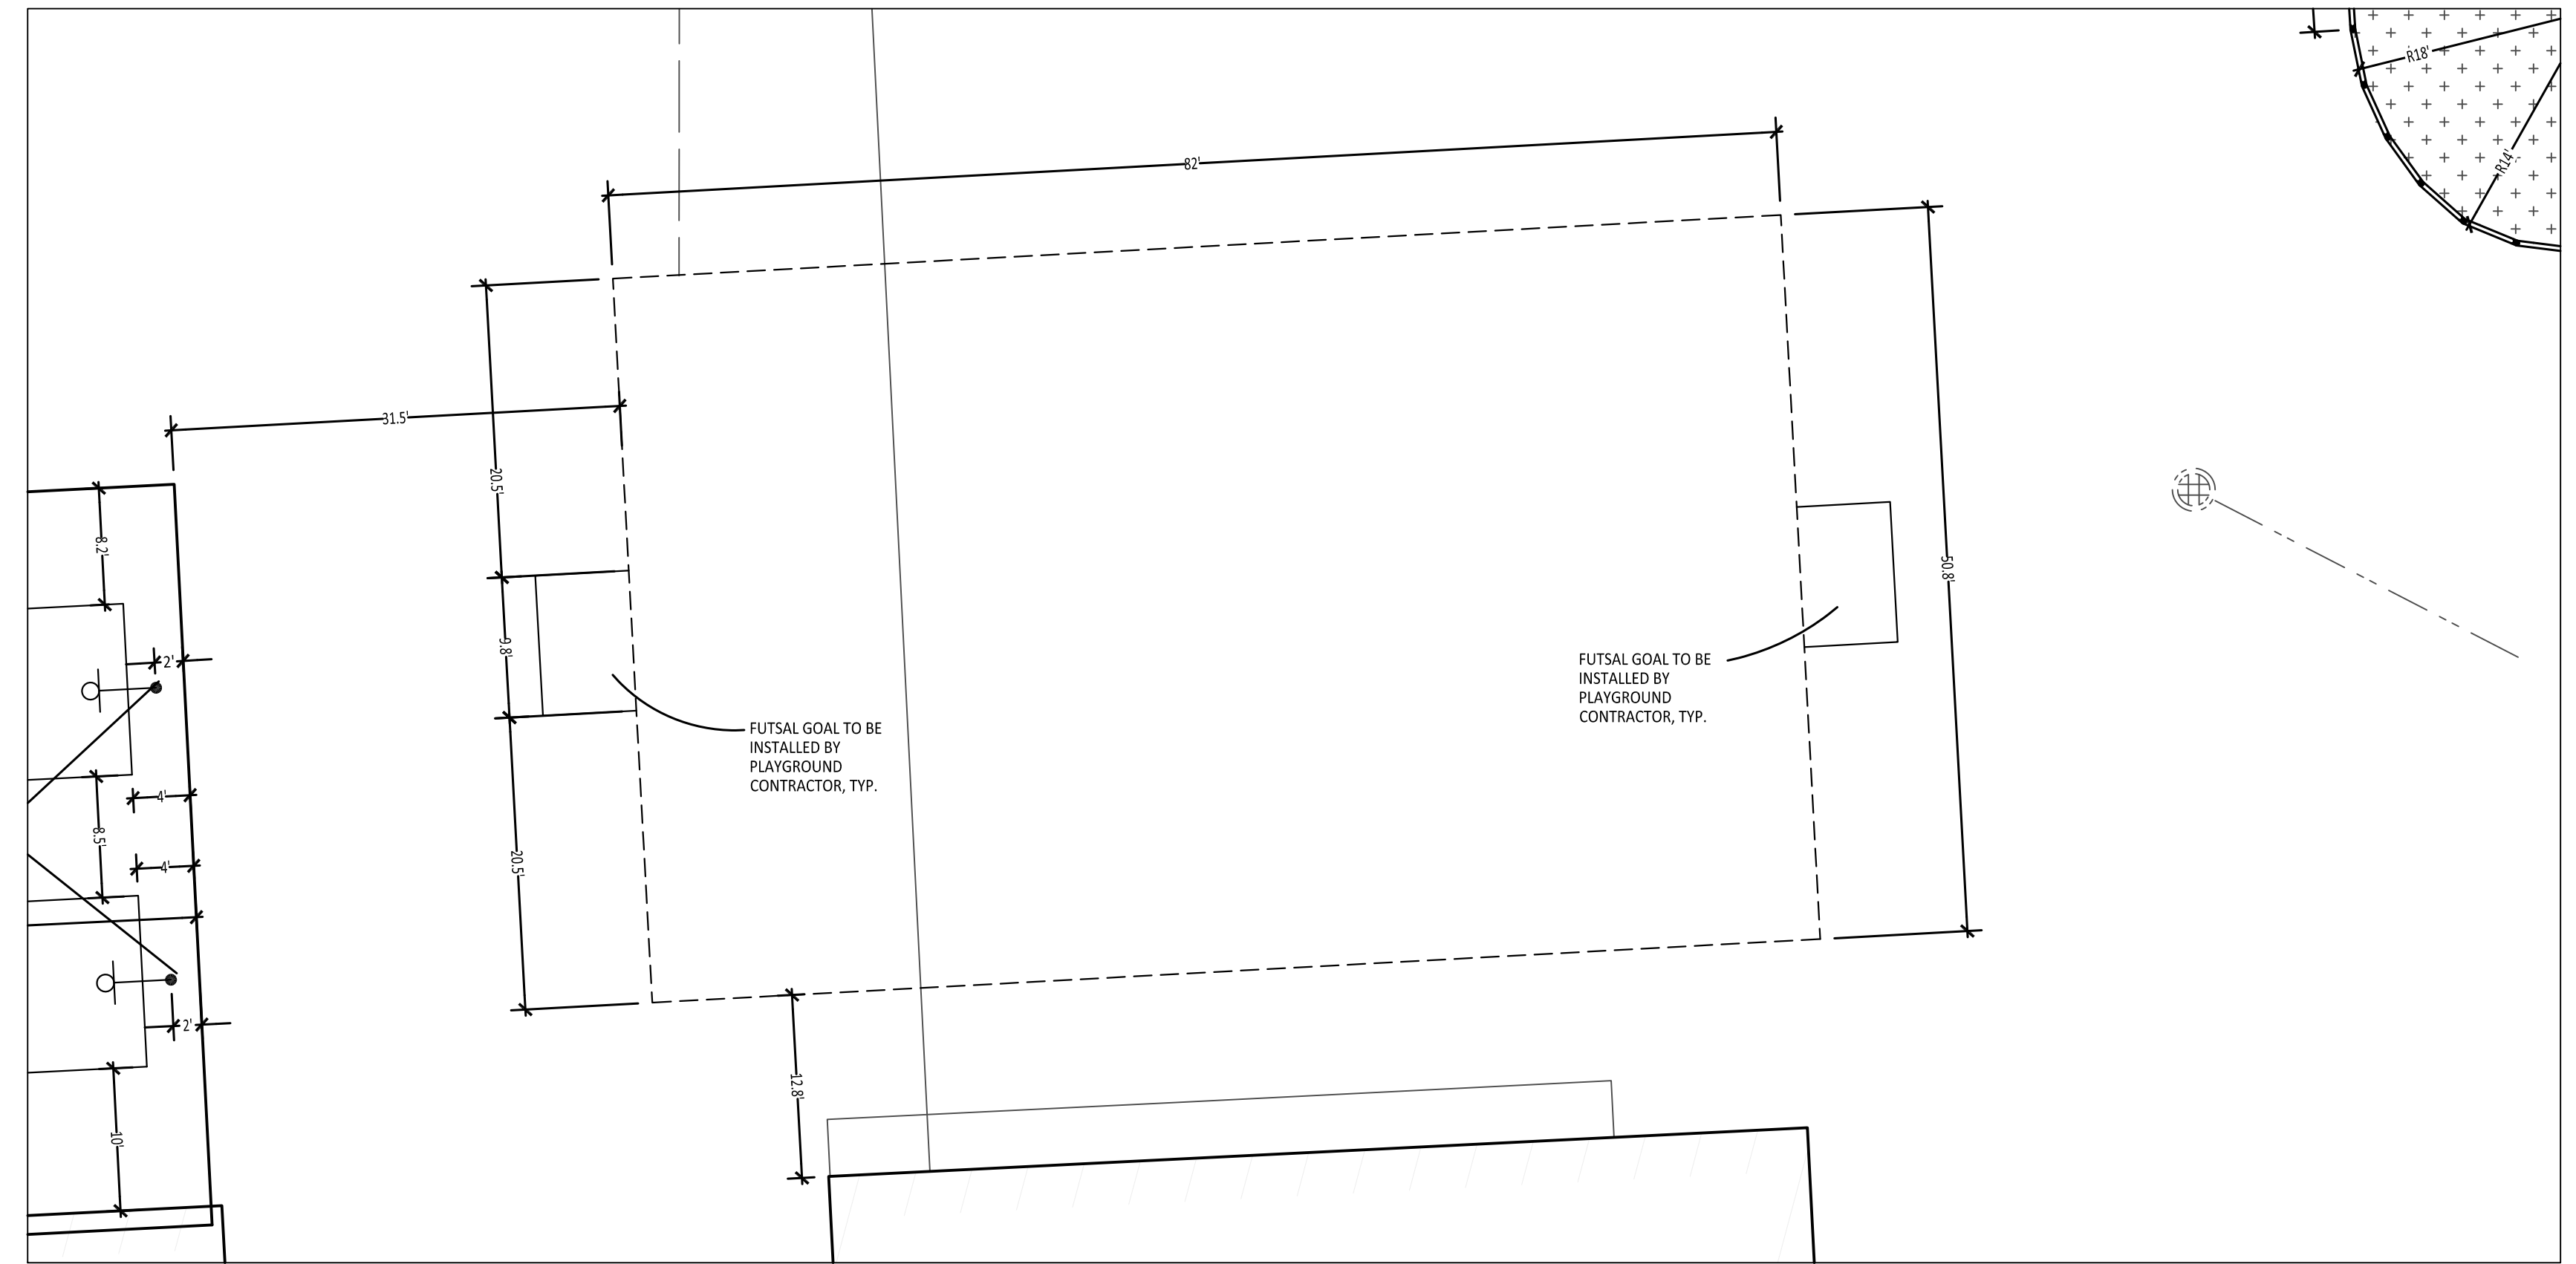 R18'
R14'
82'
31.5'
20.5'
9.8'
20.5'
50.8'
8.2'
2'
4'
8.5'
4'
2'
10'
12.8'
FUTSAL GOAL TO BE
INSTALLED BY
PLAYGROUND
CONTRACTOR, TYP.
FUTSAL GOAL TO BE
INSTALLED BY
PLAYGROUND
CONTRACTOR, TYP.